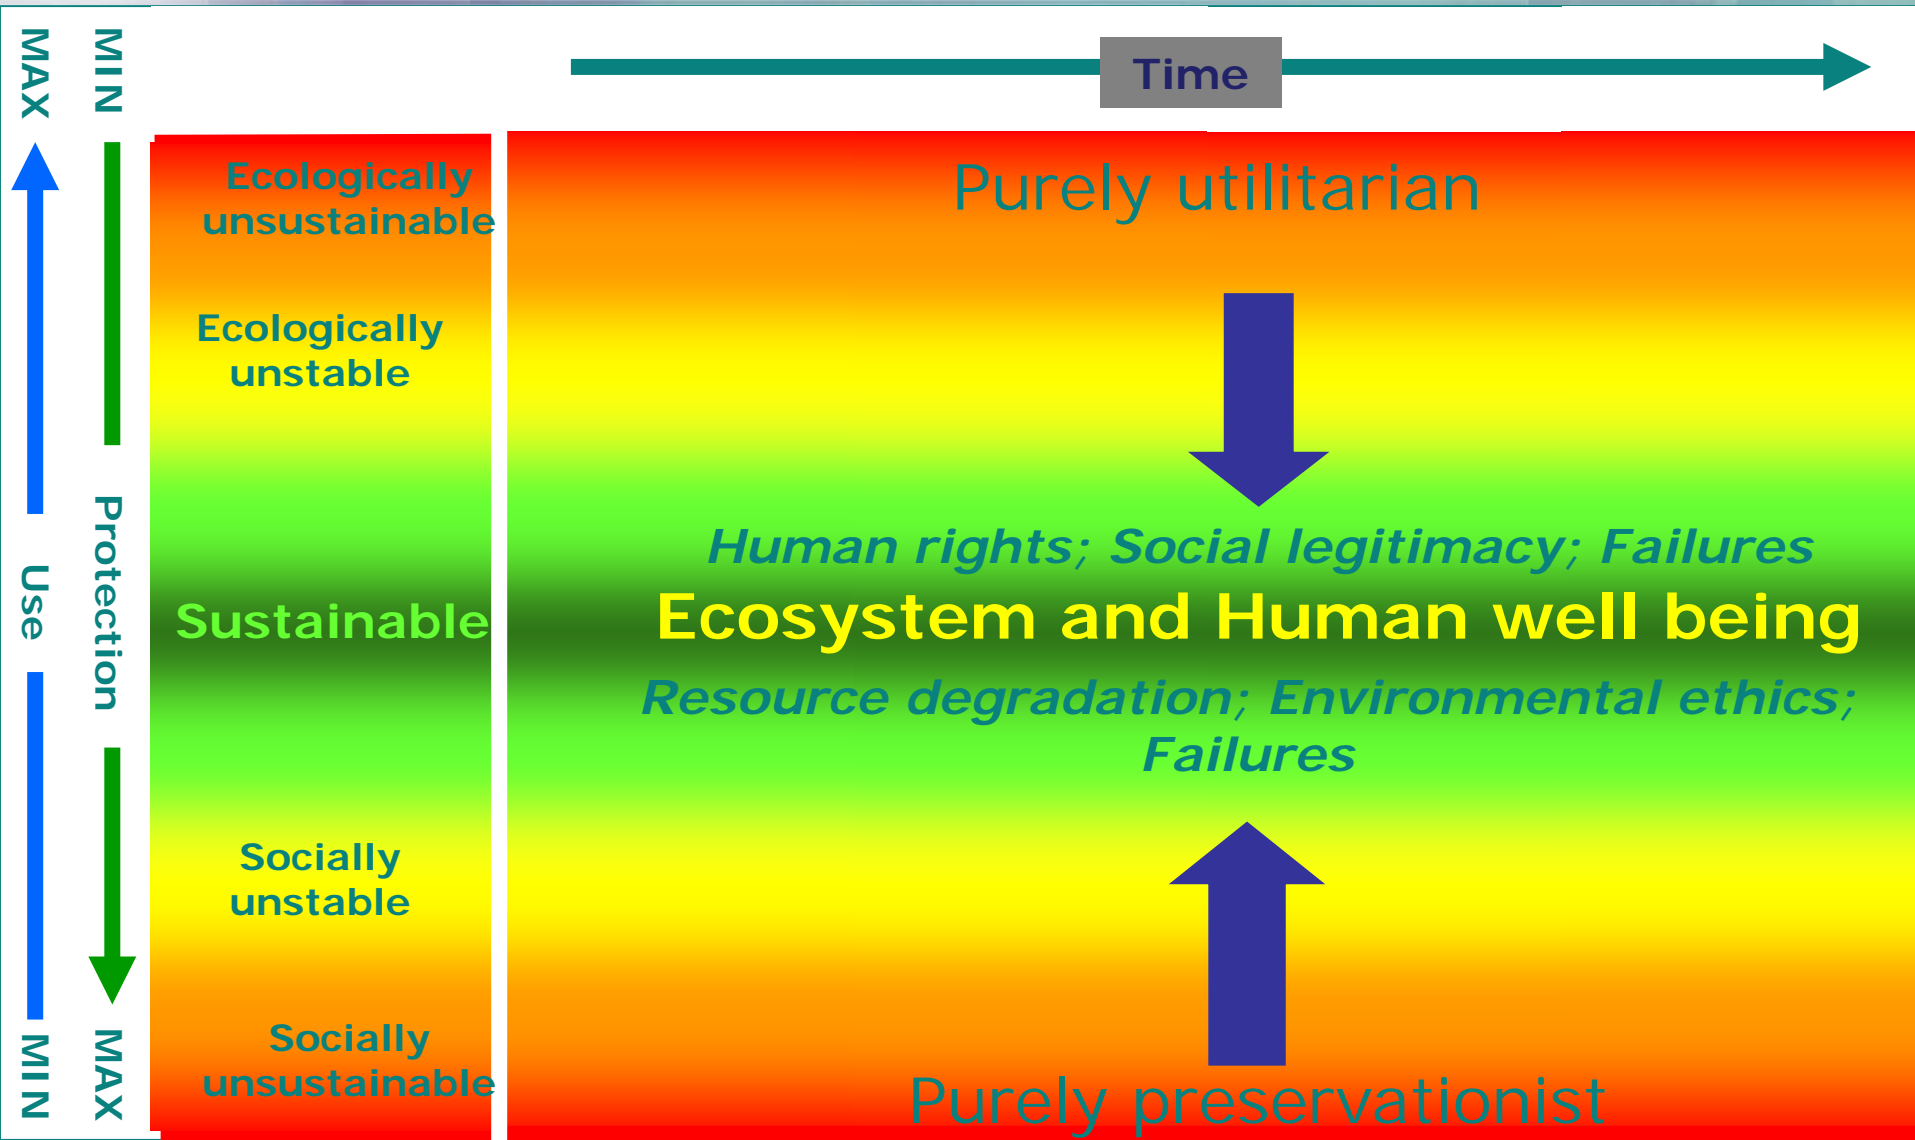 MAX
MIN
Time
Ecologically
unsustainable
Purely utilitarian
Ecologically
unstable
Protection
Use
Human rights; Social legitimacy; Failures
Sustainable
Ecosystem and Human well being
Resource degradation; Environmental ethics;
Failures
Socially
unstable
Socially
unsustainable
Purely preservationist
MIN
MAX